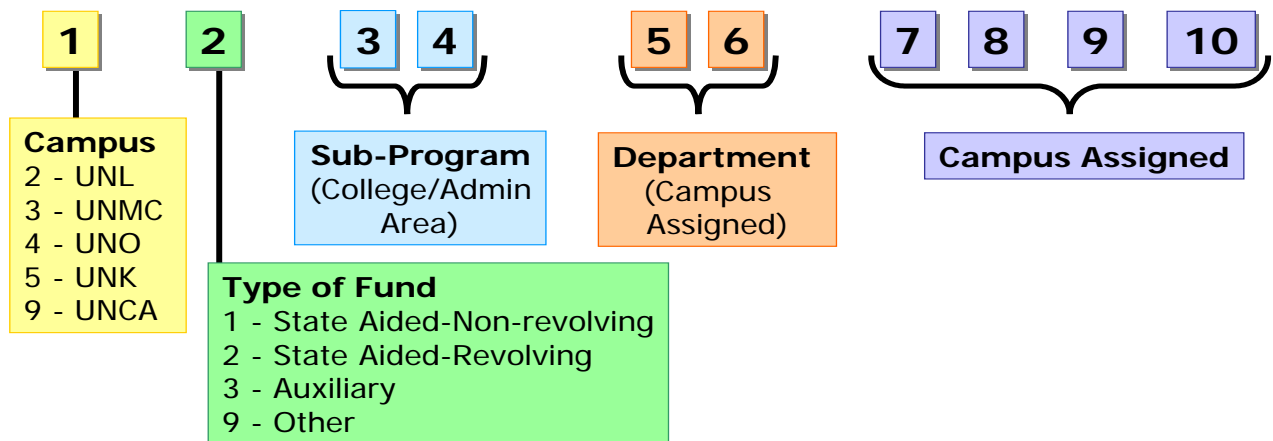 1 2 3 4 5 6 7 8 9 10
Campus
2 - UNL
3 - UNMC
4 - UNO
5 - UNK
9 - UNCA
Type of Fund
1 - State Aided-Non-revolving
2 - State Aided-Revolving
3 - Auxiliary
9 - Other
Sub-Program
(College/Admin
Area)
Department
(Campus
Assigned)
Campus Assigned